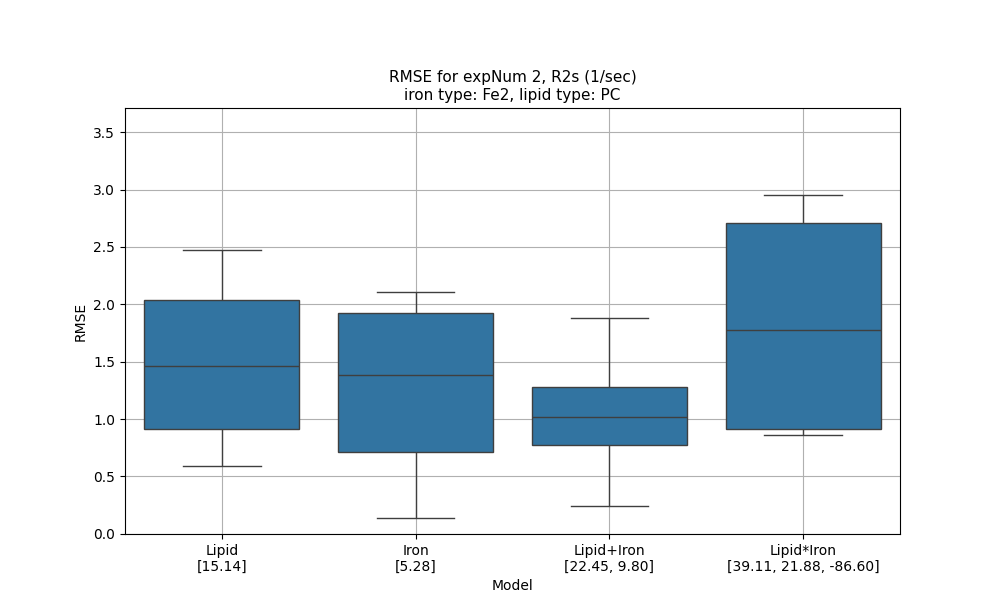 RMSE for expNum 2, R2s (1/sec)
iron type: Fe2, lipid type: PC
3.5
3.0
2.5
2.0
1.5
1.0
0.5
0.0
RMSE
Lipid
[15.14]
Iron
[5.28]
Lipid+Iron
[22.45, 9.80]
Lipid*Iron
[39.11, 21.88, -86.60]
Model